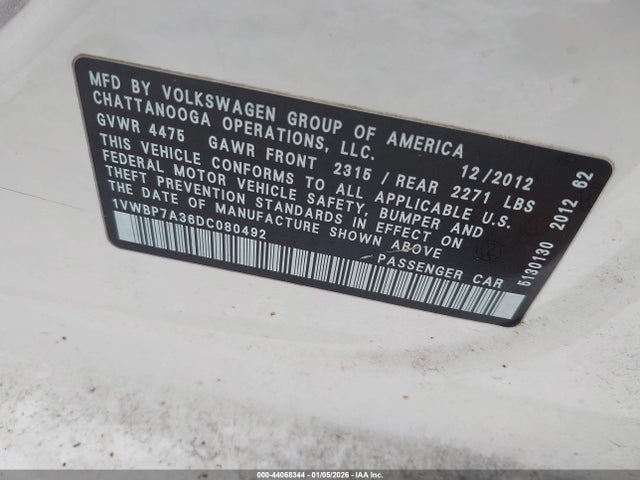 MFD BY VOLKSWAGEN GROUP OF AMERICA
CHATTANOOGA OPERATIONS, LLC.
GVWR 4475 GAWR FRONT 2315 / REAR 2271 LBS 12/2012
THIS VEHICLE CONFORMS TO ALL APPLICABLE U.S.
FEDERAL MOTOR VEHICLE SAFETY, BUMPER AND
THEFT PREVENTION STANDARDS IN EFFECT ON
THE DATE OF MANUFACTURE SHOWN ABOVE
1VWBP7A36DC080492
PASSENGER CAR
5130130 2012 62
000-44068344 - 01/05/2026 - IAA Inc.